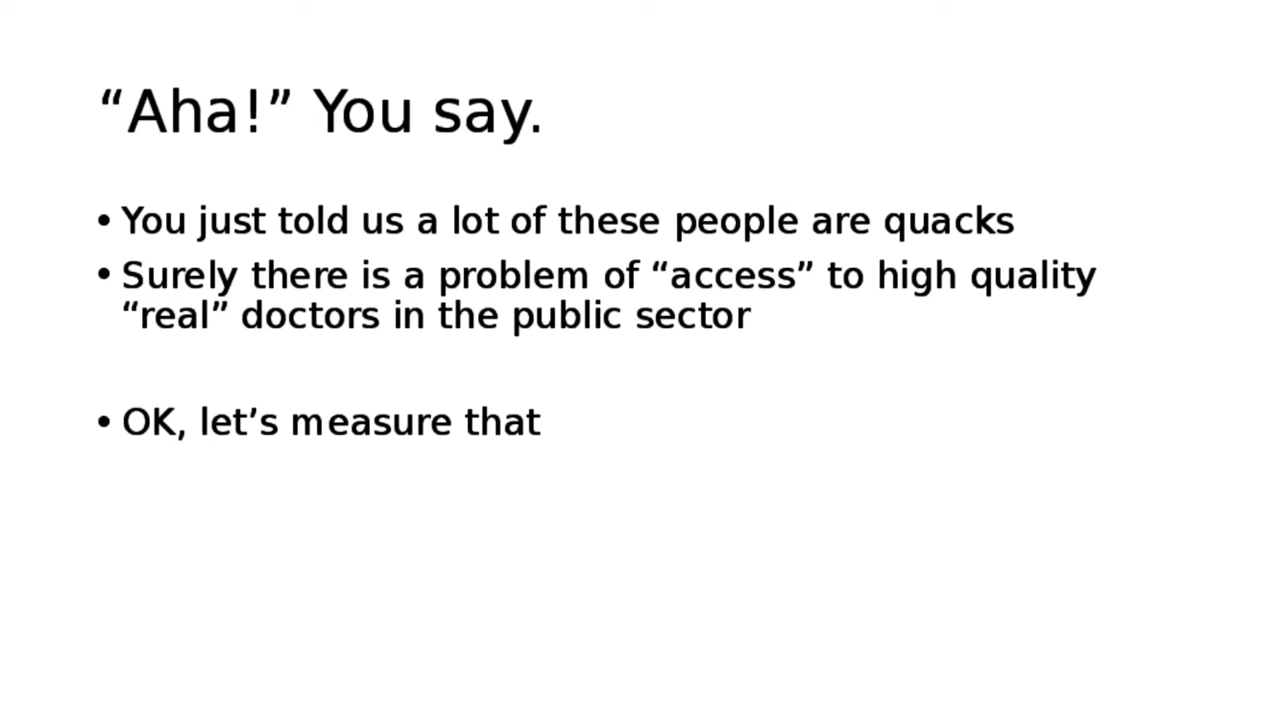 “Aha!” You say.
• You just told us a lot of these people are quacks
• Surely there is a problem of “access” to high quality
“real” doctors in the public sector
• OK, let’s measure that